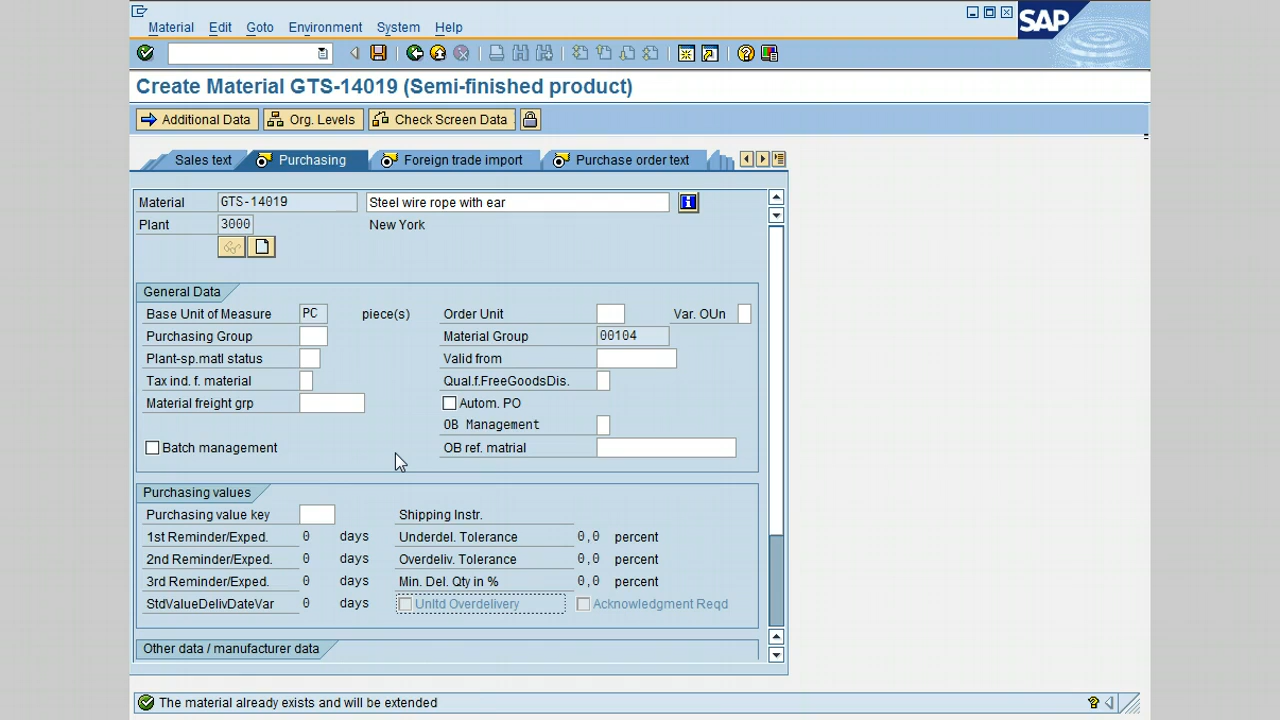 Material Edit Goto Environment System Help
SAP
Create Material GTS-14019 (Semi-finished product)
Additional Data Org. Levels Check Screen Data
Sales text Purchasing Foreign trade import Purchase order text
Material GTS-14019 Steel wire rope with ear
Plant 3000 New York
General Data
Base Unit of Measure PC piece(s) Order Unit Var. OUn
Purchasing Group Material Group 00104
Plant-sp.matl status Valid from
Tax ind. f. material Qual.f.FreeGoodsDis.
Material freight grp Autom. PO
OB Management
Batch management OB ref. matrial
Purchasing values
Purchasing value key Shipping Instr.
1st Reminder/Exped. 0 days Underdel. Tolerance 0,0 percent
2nd Reminder/Exped. 0 days Overdeliv. Tolerance 0,0 percent
3rd Reminder/Exped. 0 days Min. Del. Qty in % 0,0 percent
StdValueDelivDateVar 0 days Unltd Overdelivery Acknowledgment Reqd
Other data / manufacturer data
The material already exists and will be extended